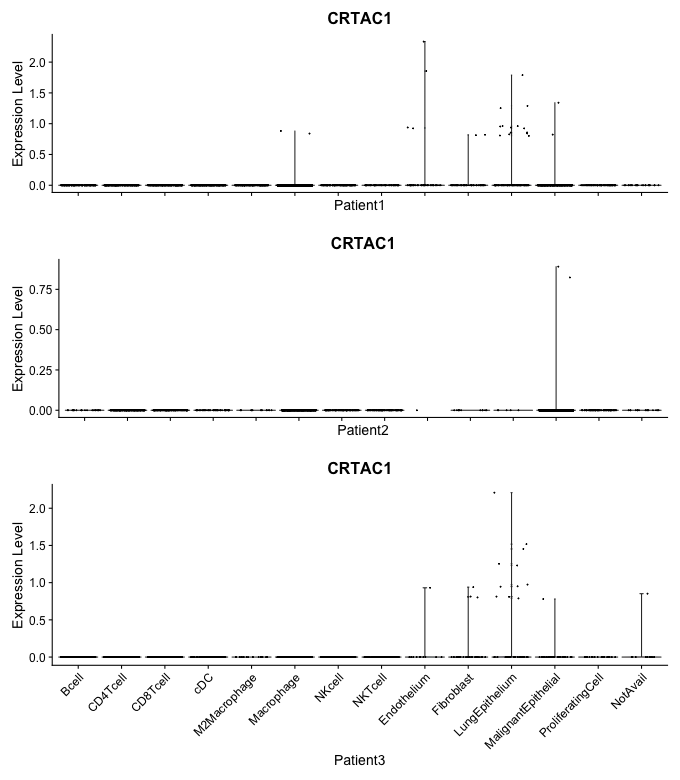 CRTAC1
Expression Level
2.0
1.5
1.0
0.5
0.0
Patient1
CRTAC1
Expression Level
0.75
0.50
0.25
0.00
Patient2
CRTAC1
Expression Level
2.0
1.5
1.0
0.5
0.0
Bcell
CD4Tcell
CD8Tcell
cDC
M2Macrophage
Macrophage
NKcell
NKTcell
Endothelium
Fibroblast
LungEpithelium
MalignantEpithelial
ProliferatingCell
NotAvail
Patient3